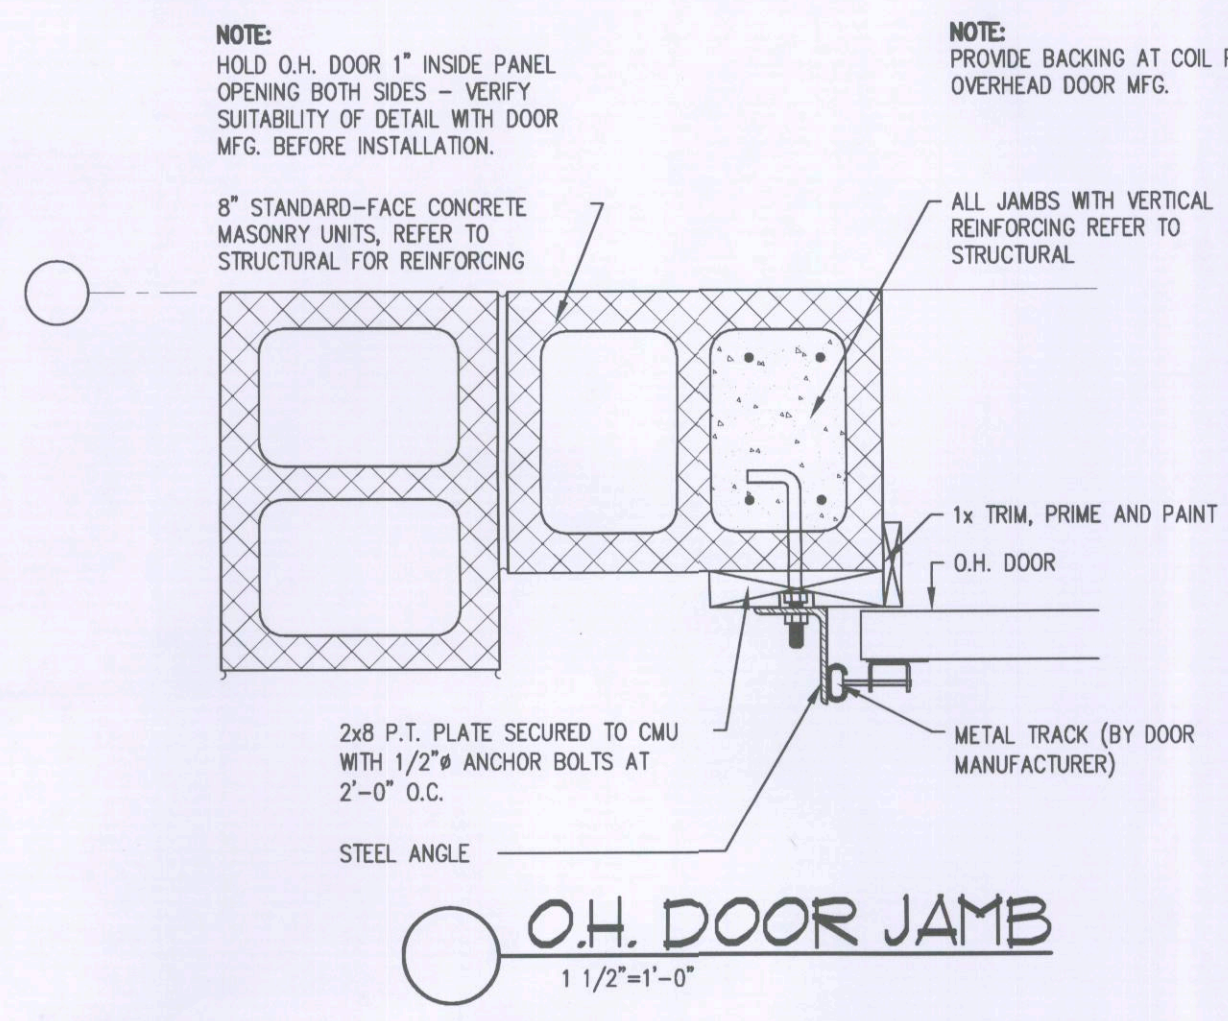 NOTE:
HOLD O.H. DOOR 1" INSIDE PANEL
OPENING BOTH SIDES – VERIFY
SUITABILITY OF DETAIL WITH DOOR
MFG. BEFORE INSTALLATION.
NOTE:
PROVIDE BACKING AT COIL
OVERHEAD DOOR MFG.
8" STANDARD-FACE CONCRETE
MASONRY UNITS, REFER TO
STRUCTURAL FOR REINFORCING
ALL JAMBS WITH VERTICAL
REINFORCING REFER TO
STRUCTURAL
1x TRIM, PRIME AND PAINT
O.H. DOOR
2x8 P.T. PLATE SECURED TO CMU
WITH 1/2"ø ANCHOR BOLTS AT
2'-0" O.C.
METAL TRACK (BY DOOR
MANUFACTURER)
STEEL ANGLE
O.H. DOOR JAMB
1 1/2"=1'-0"